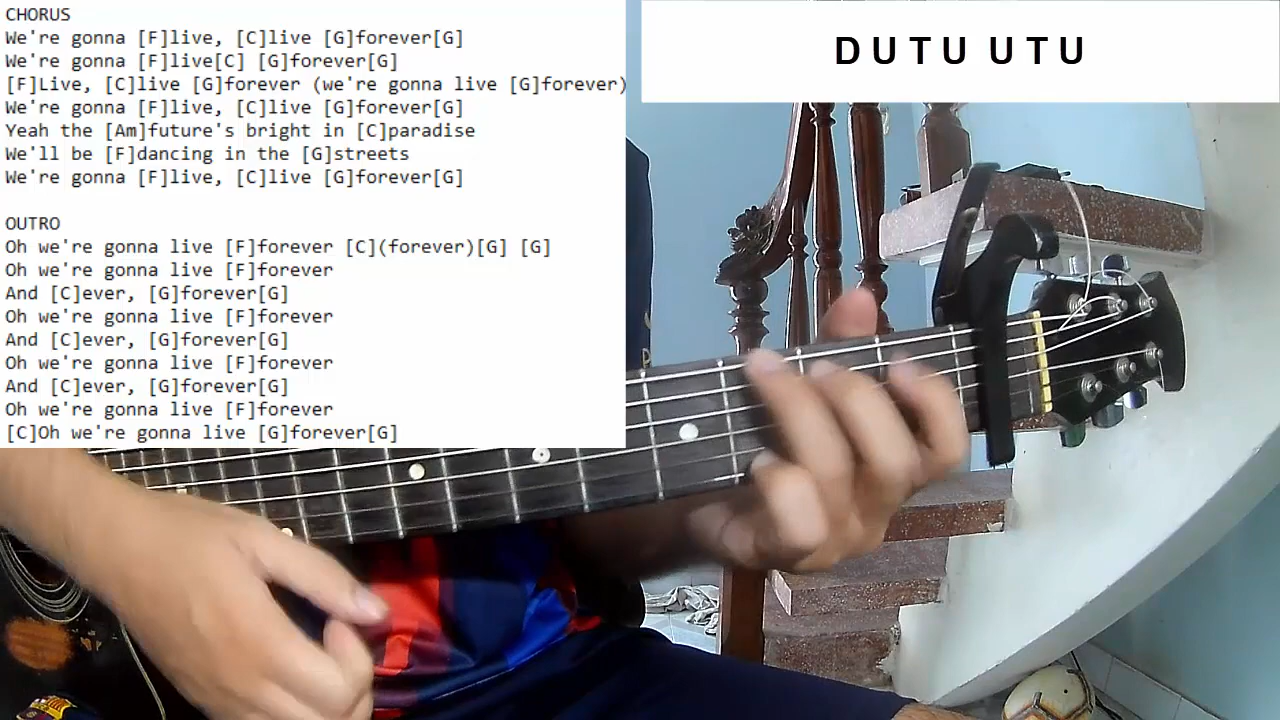 CHORUS
We're gonna [F]live, [C]live [G]forever[G]
We're gonna [F]live[C] [G]forever[G]
[F]Live, [C]live [G]forever (we're gonna live [G]forever)
We're gonna [F]live, [C]live [G]forever[G]
Yeah the [Am]future's bright in [C]paradise
We'll be [F]dancing in the [G]streets
We're gonna [F]live, [C]live [G]forever[G]

OUTRO
Oh we're gonna live [F]forever [C](forever)[G] [G]
Oh we're gonna live [F]forever
And [C]ever, [G]forever[G]
Oh we're gonna live [F]forever
And [C]ever, [G]forever[G]
Oh we're gonna live [F]forever
And [C]ever, [G]forever[G]
Oh we're gonna live [F]forever
[C]Oh we're gonna live [G]forever[G]
D U T U U T U